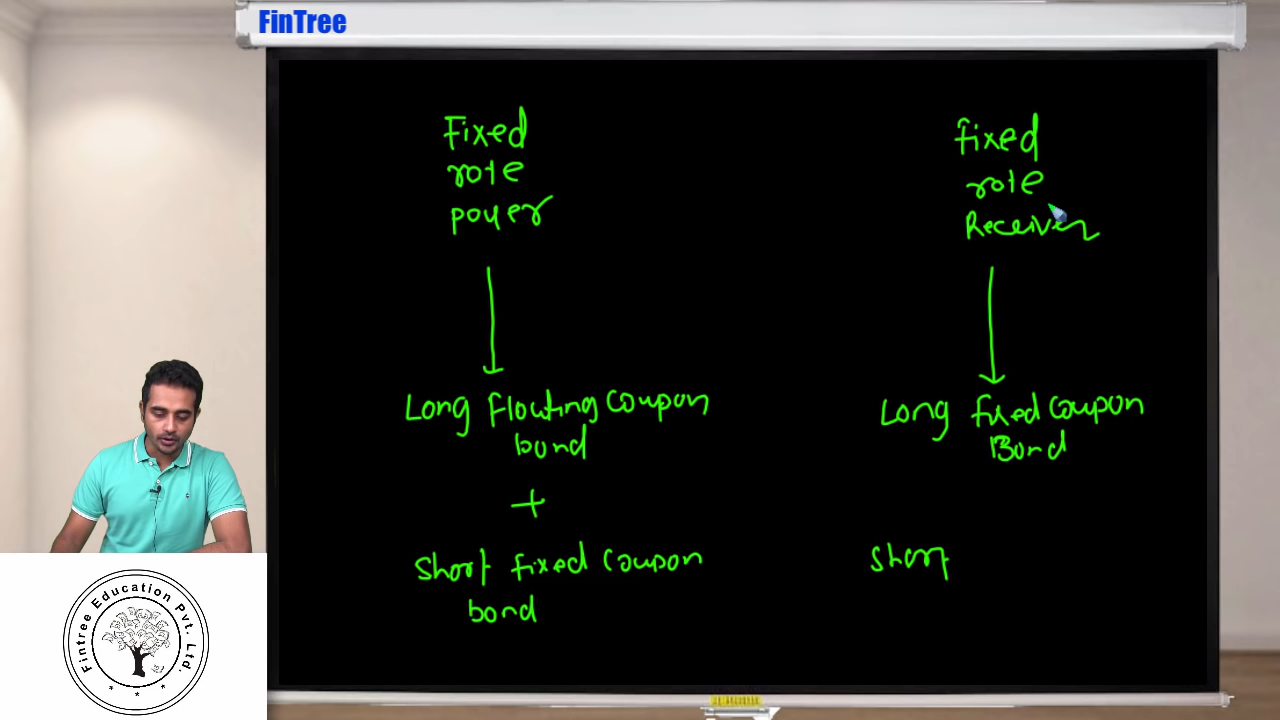 FinTree
Fixed
rate
payer
Long floating coupon
bond
+
Short fixed coupon
bond
fixed
rate
Receiver
Long fixed coupon
Bond
Short
Fintree Education Pvt. Ltd.